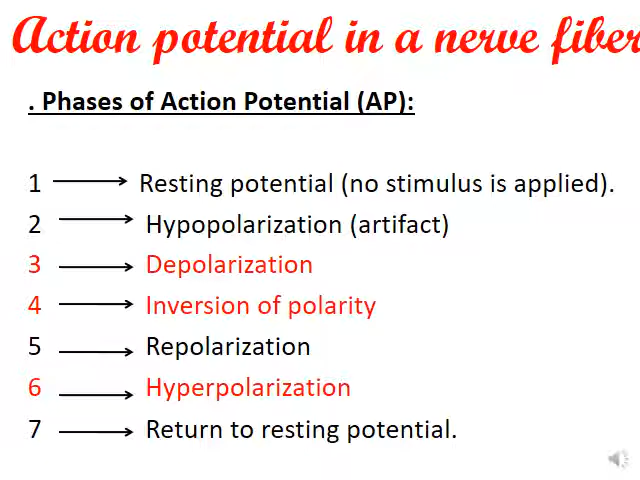 Action potential in a nerve fiber
. Phases of Action Potential (AP):
1 Resting potential (no stimulus is applied).
2 Hypopolarization (artifact)
3 Depolarization
4 Inversion of polarity
5 Repolarization
6 Hyperpolarization
7 Return to resting potential.